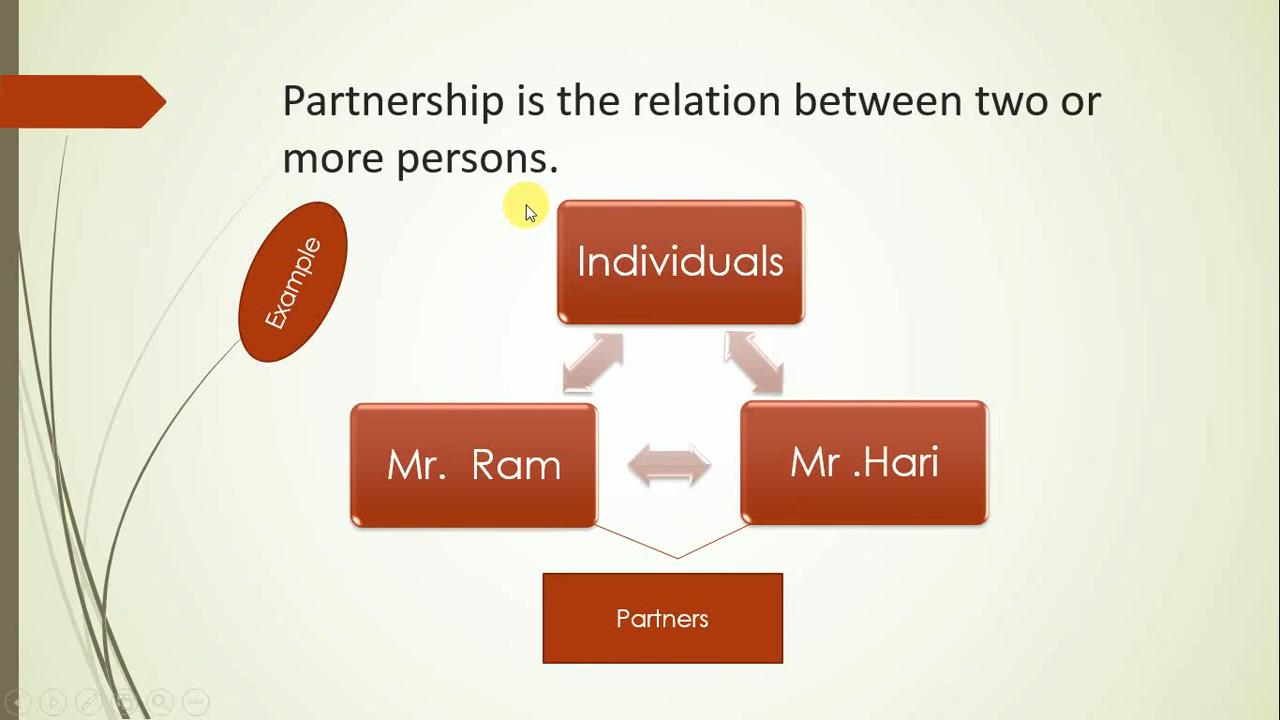 Partnership is the relation between two or
more persons.
Example
Individuals
Mr.  Ram
Mr .Hari
Partners